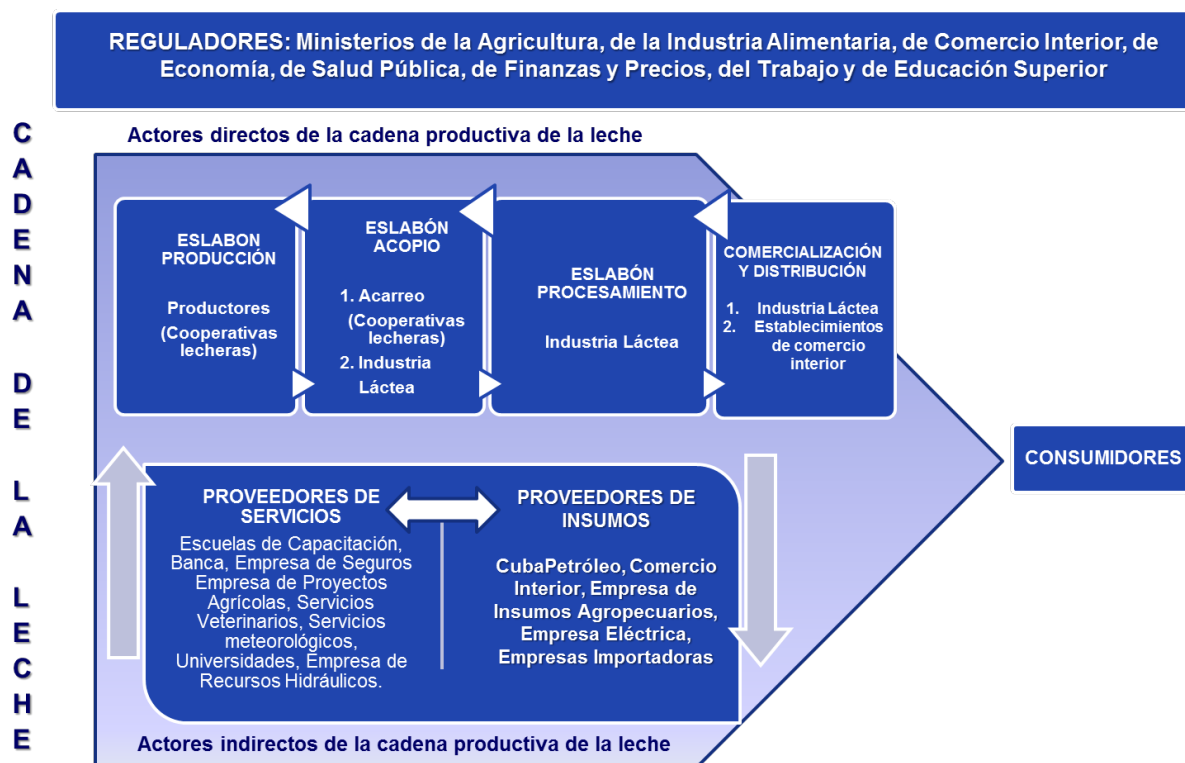 REGULADORES: Ministerios de la Agricultura, de la Industria Alimentaria, de Comercio Interior, de
Economía, de Salud Pública, de Finanzas y Precios, del Trabajo y de Educación Superior
CADENA DE LA LECHE
Actores directos de la cadena productiva de la leche
ESLABON
PRODUCCIÓN
Productores
(Cooperativas
lecheras)
ESLABÓN
ACOPIO
1. Acarreo
(Cooperativas
lecheras)
2. Industria
Láctea
ESLABÓN
PROCESAMIENTO
Industria Láctea
COMERCIALIZACIÓN
Y DISTRIBUCIÓN
1. Industria Láctea
2. Establecimientos
de comercio
interior
CONSUMIDORES
PROVEEDORES DE
SERVICIOS
Escuelas de Capacitación,
Banca, Empresa de Seguros
Empresa de Proyectos
Agrícolas, Servicios
Veterinarios, Servicios
meteorológicos,
Universidades, Empresa de
Recursos Hidráulicos.
PROVEEDORES DE
INSUMOS
CubaPetróleo, Comercio
Interior, Empresa de
Insumos Agropecuarios,
Empresa Eléctrica,
Empresas Importadoras
Actores indirectos de la cadena productiva de la leche